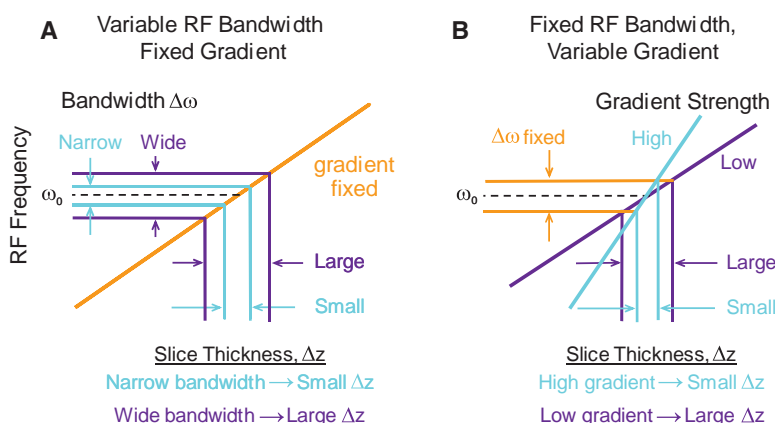 A
Variable RF Bandwidth
Fixed Gradient
Bandwidth Δω
Narrow
Wide
gradient
fixed
RF Frequency
ω₀
Large
Small
Slice Thickness, Δz
Narrow bandwidth → Small Δz
Wide bandwidth → Large Δz
B
Fixed RF Bandwidth,
Variable Gradient
Gradient Strength
Δω fixed
High
Low
ω₀
Large
Small
Slice Thickness, Δz
High gradient → Small Δz
Low gradient → Large Δz